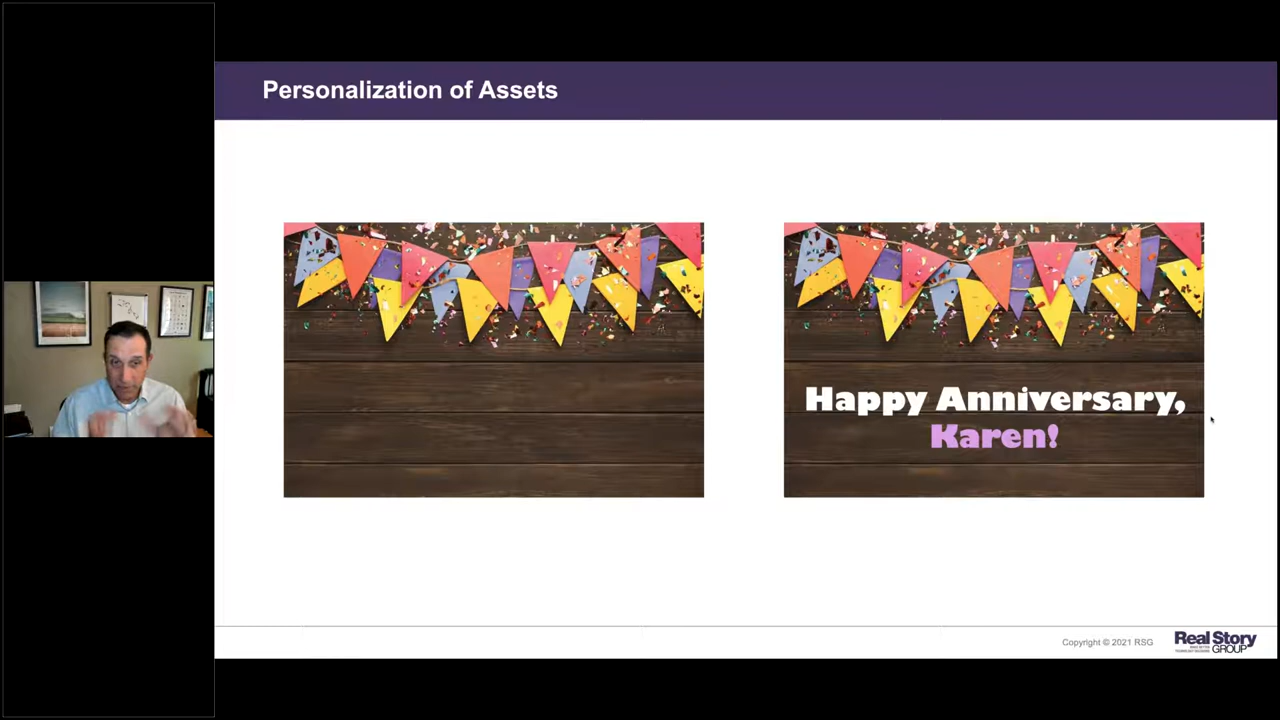 Personalization of Assets
Happy Anniversary,
Karen!
Copyright © 2021 RSG
Real Story
GROUP